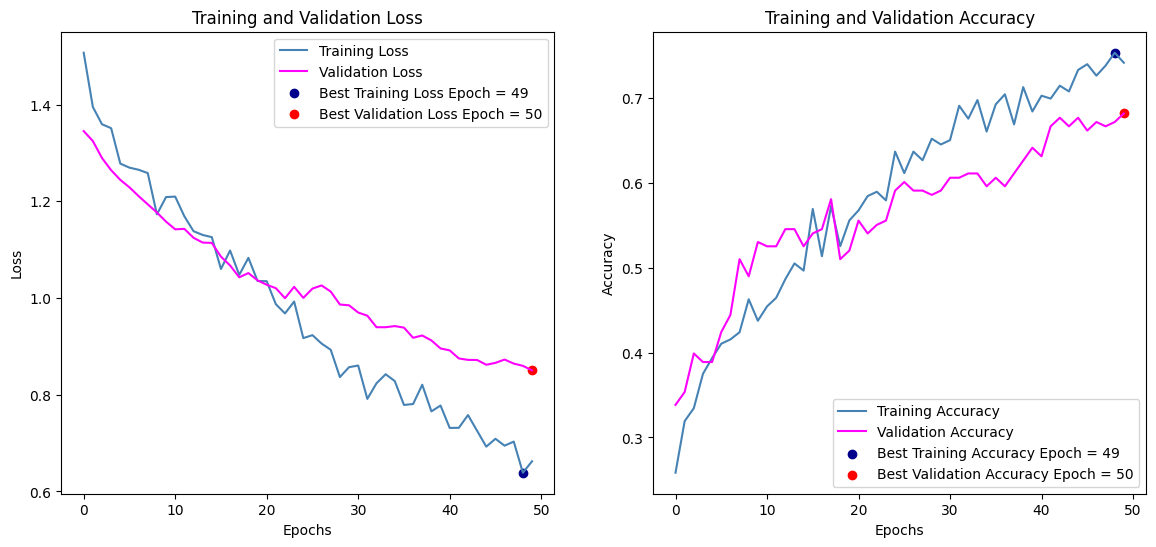 Training and Validation Loss
Training Loss
Validation Loss
Best Training Loss Epoch = 49
Best Validation Loss Epoch = 50
1.4
1.2
1.0
0.8
0.6
Loss
0
10
20
30
40
50
Epochs
Training and Validation Accuracy
0.7
0.6
0.5
0.4
0.3
Accuracy
Training Accuracy
Validation Accuracy
Best Training Accuracy Epoch = 49
Best Validation Accuracy Epoch = 50
0
10
20
30
40
50
Epochs